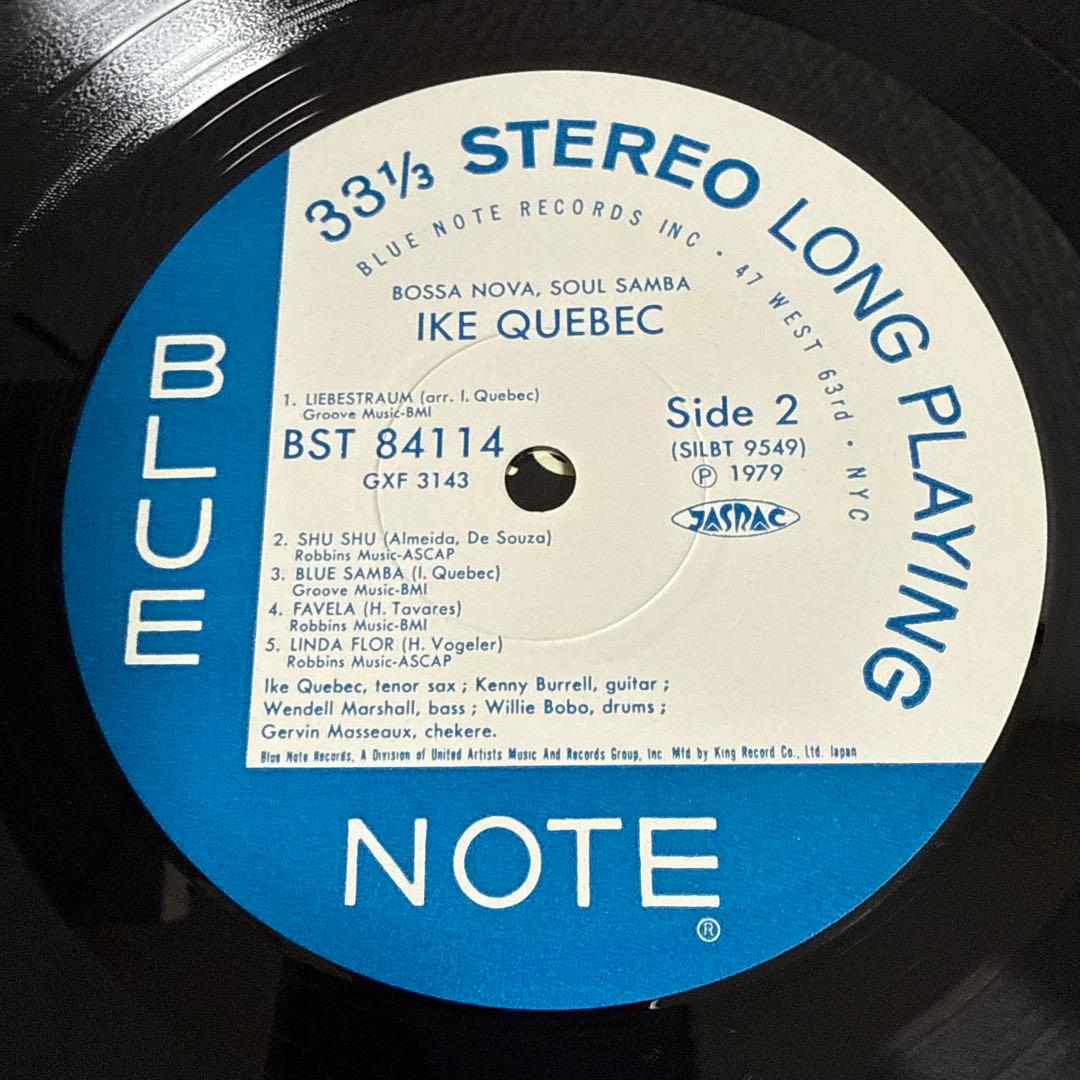 33⅓ STEREO LONG PLAYING
BLUE NOTE RECORDS INC · 47 WEST 63rd · NYC
BOSSA NOVA, SOUL SAMBA
IKE QUEBEC
1. LIEBESTRAUM (arr. I. Quebec)
Groove Music-BMI
BST 84114
GXF 3143
Side 2
(SILBT 9549)
Ⓟ 1979
JASRAC
2. SHU SHU (Almeida, De Souza)
Robbins Music-ASCAP
3. BLUE SAMBA (I. Quebec)
Groove Music-BMI
4. FAVELA (H. Tavares)
Robbins Music-BMI
5. LINDA FLOR (H. Vogeler)
Robbins Music-ASCAP
Ike Quebec, tenor sax ; Kenny Burrell, guitar ;
Wendell Marshall, bass ; Willie Bobo, drums ;
Gervin Masseaux, chekere.
Blue Note Records, A Division of United Artists Music And Records Group, Inc. Mfd by King Record Co., Ltd. Japan
BLUE
NOTE
®